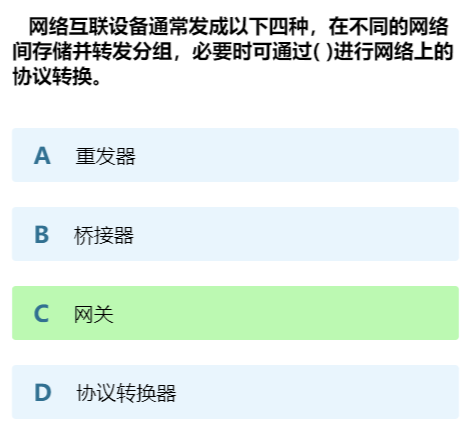 网络互联设备通常发成以下四种，在不同的网络
间存储并转发分组，必要时可通过( )进行网络上的
协议转换。
A 重发器
B 桥接器
C 网关
D 协议转换器